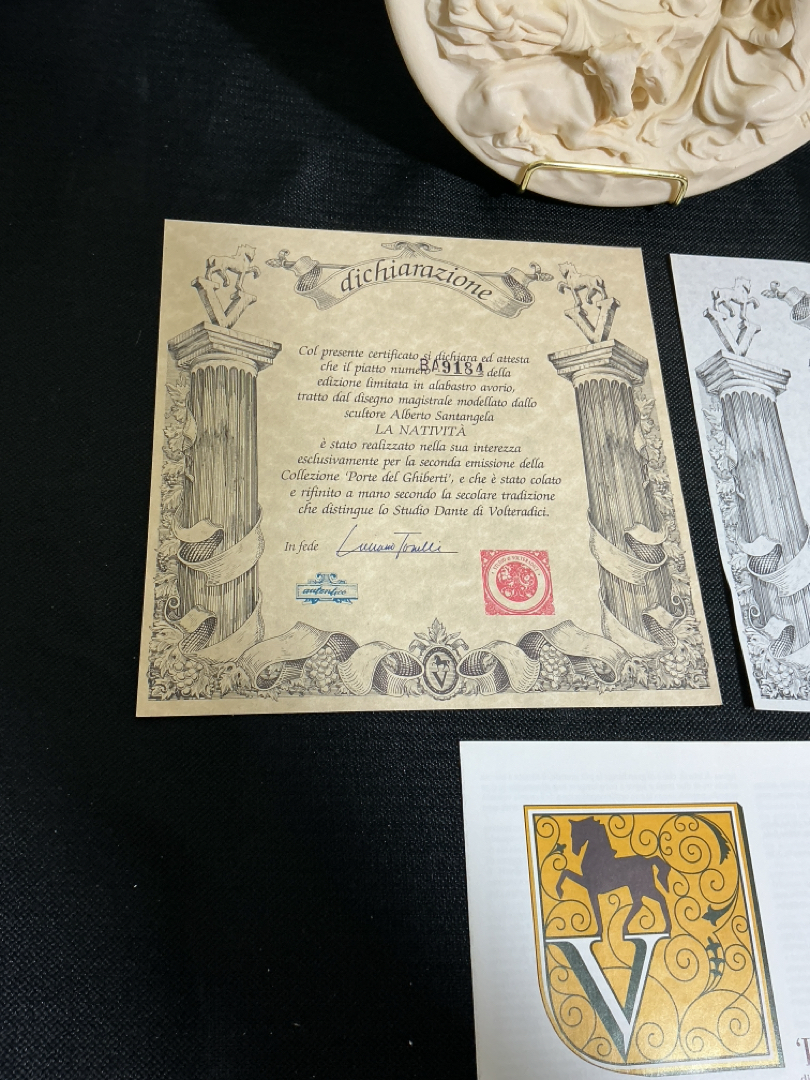 dichiarazione
Col presente certificato si dichiara ed attesta
che il piatto numero BA9184 della
edizione limitata in alabastro avorio,
tratto dal disegno magistrale modellato dallo
scultore Alberto Santangela
LA NATIVITÀ
è stato realizzato nella sua interezza
esclusivamente per la seconda emissione della
Collezione 'Porte del Ghiberti', e che è stato colato
e rifinito a mano secondo la secolare tradizione
che distingue lo Studio Dante di Volteradici.
In fede
autentico
V
V
V
V
V